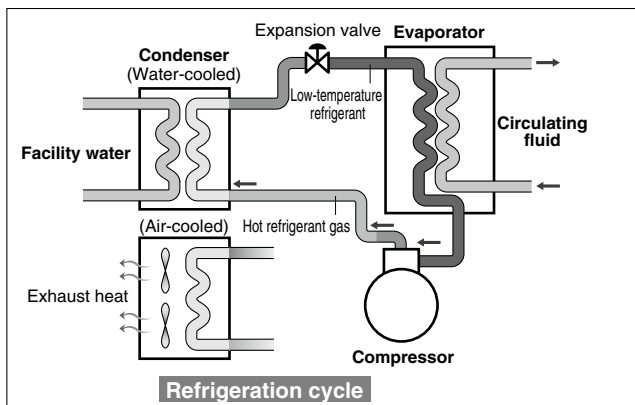 Expansion valve
Evaporator
Condenser
(Water-cooled)
Low-temperature
refrigerant
Circulating
fluid
Facility water
(Air-cooled)
Hot refrigerant gas
Exhaust heat
Compressor
Refrigeration cycle